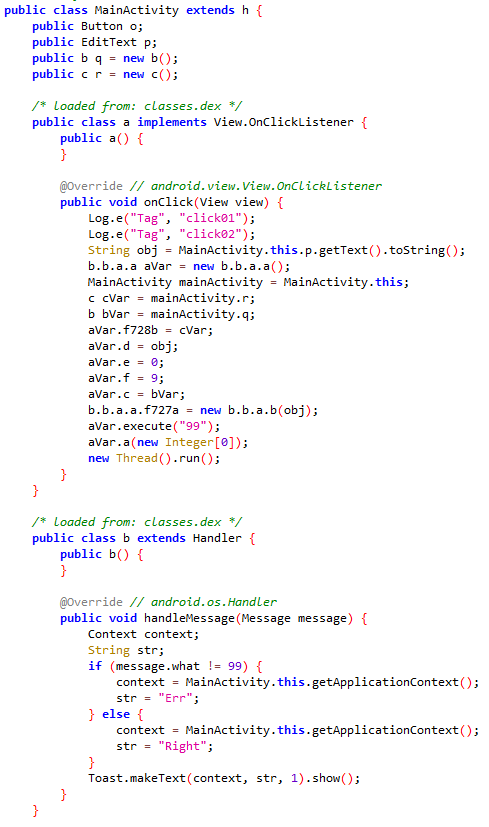 public class MainActivity extends h {
    public Button o;
    public EditText p;
    public b q = new b();
    public c r = new c();

    /* loaded from: classes.dex */
    public class a implements View.OnClickListener {
        public a() {
        }

        @Override // android.view.View.OnClickListener
        public void onClick(View view) {
            Log.e("Tag", "click01");
            Log.e("Tag", "click02");
            String obj = MainActivity.this.p.getText().toString();
            b.b.a.a aVar = new b.b.a.a();
            MainActivity mainActivity = MainActivity.this;
            c cVar = mainActivity.r;
            b bVar = mainActivity.q;
            aVar.f728b = cVar;
            aVar.d = obj;
            aVar.e = 0;
            aVar.f = 9;
            aVar.c = bVar;
            b.b.a.a.f727a = new b.b.a.b(obj);
            aVar.execute("99");
            aVar.a(new Integer[0]);
            new Thread().run();
        }
    }

    /* loaded from: classes.dex */
    public class b extends Handler {
        public b() {
        }

        @Override // android.os.Handler
        public void handleMessage(Message message) {
            Context context;
            String str;
            if (message.what != 99) {
                context = MainActivity.this.getApplicationContext();
                str = "Err";
            } else {
                context = MainActivity.this.getApplicationContext();
                str = "Right";
            }
            Toast.makeText(context, str, 1).show();
        }
    }